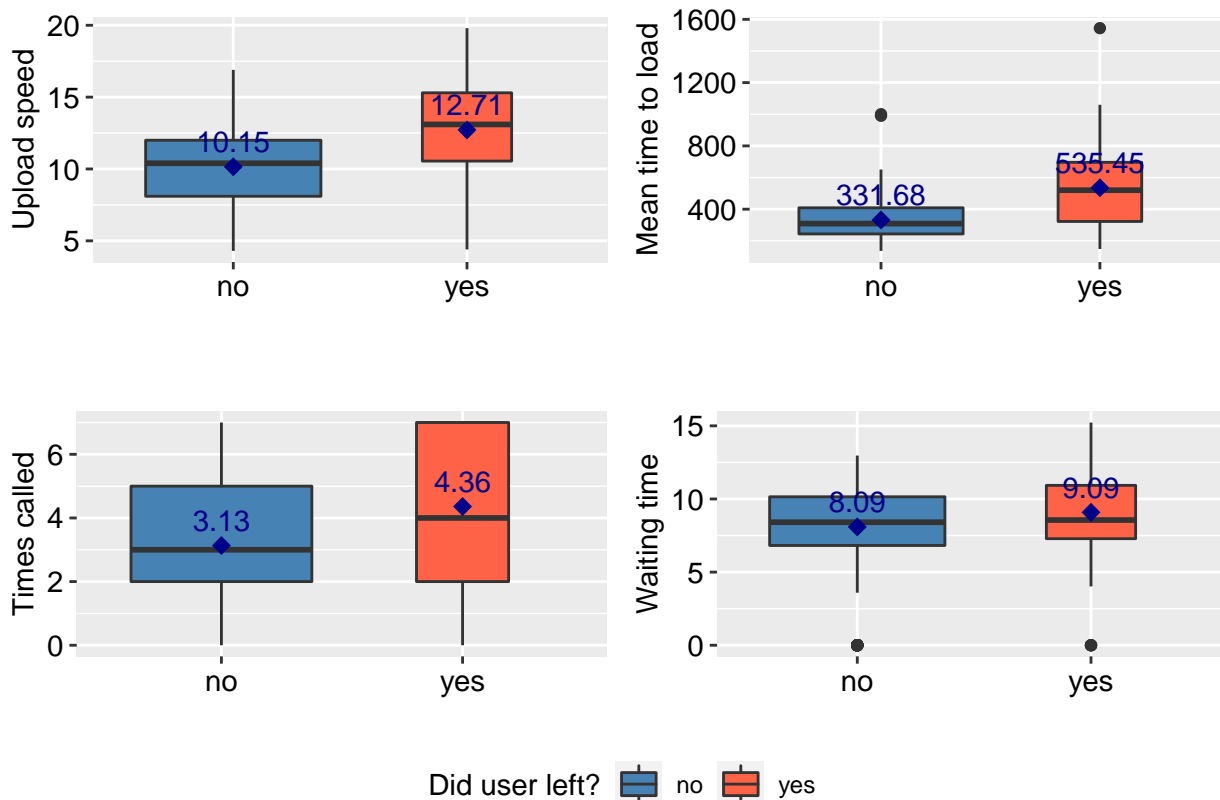 Upload speed
20
15
10
5
10.15
12.71
no
yes
Mean time to load
1600
1200
800
400
331.68
535.45
no
yes
Times called
6
4
2
0
3.13
4.36
no
yes
Waiting time
15
10
5
0
8.09
9.09
no
yes
Did user left? no yes